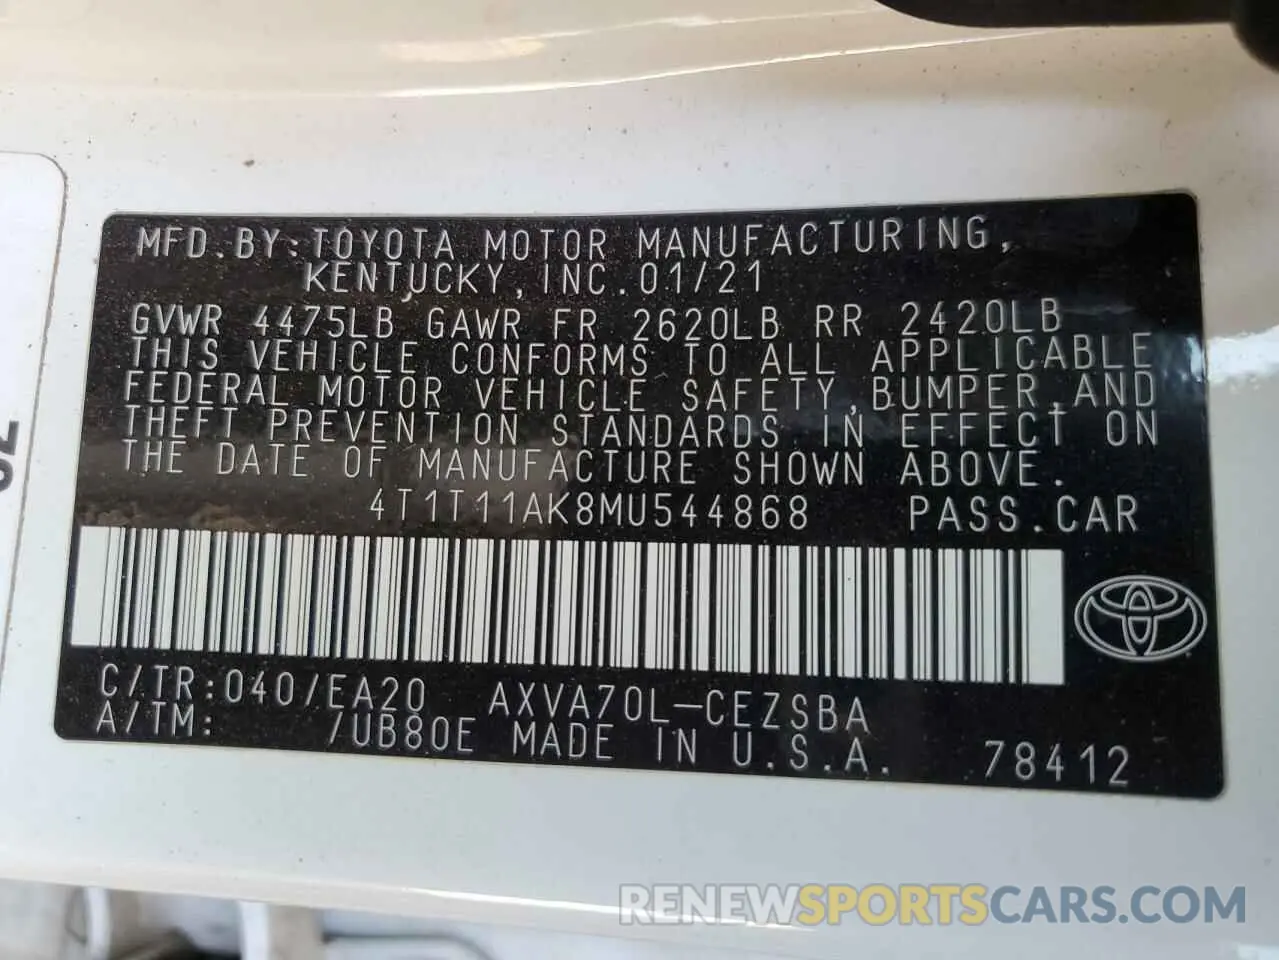 MFD.BY:TOYOTA MOTOR MANUFACTURING,
KENTUCKY,INC.01/21
GVWR 4475LB GAWR FR 2620LB RR 2420LB
THIS VEHICLE CONFORMS TO ALL APPLICABLE
FEDERAL MOTOR VEHICLE SAFETY,BUMPER,AND
THEFT PREVENTION STANDARDS IN EFFECT ON
THE DATE OF MANUFACTURE SHOWN ABOVE.
4T1T11AK8MU544868 PASS.CAR
C/TR:040/EA20 AXVA70L-CEZSBA
A/TM: /UB80E MADE IN U.S.A. 78412
RENEWSPORTSCARS.COM